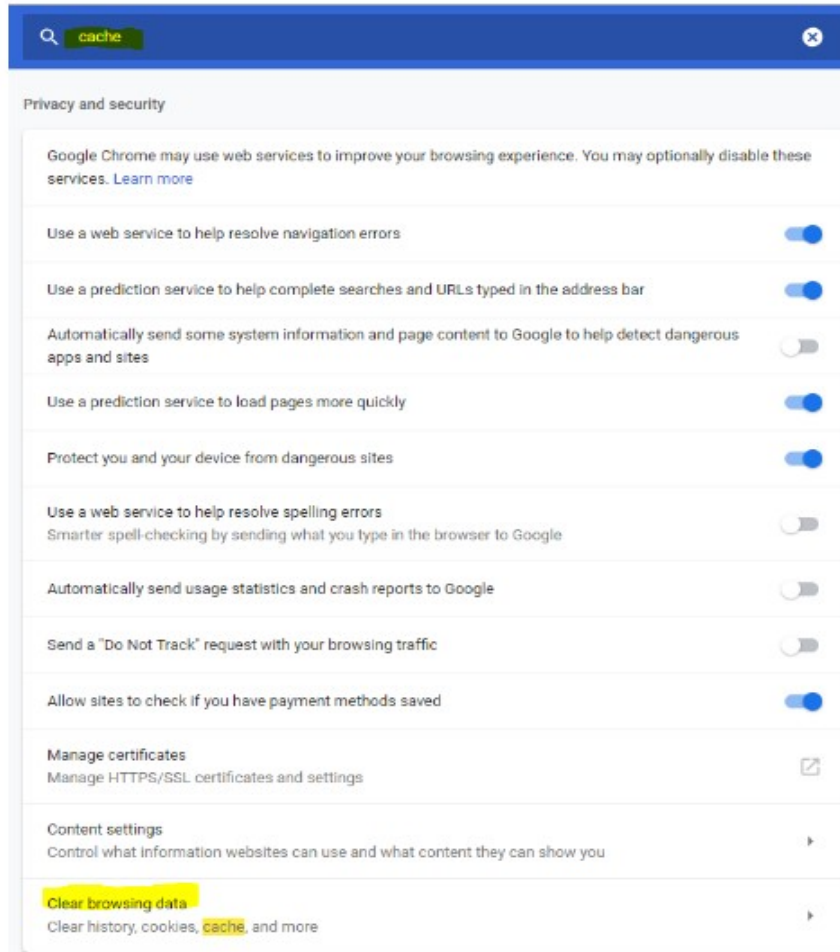 cache
Privacy and security
Google Chrome may use web services to improve your browsing experience. You may optionally disable these
services. Learn more
Use a web service to help resolve navigation errors
Use a prediction service to help complete searches and URLs typed in the address bar
Automatically send some system information and page content to Google to help detect dangerous
apps and sites
Use a prediction service to load pages more quickly
Protect you and your device from dangerous sites
Use a web service to help resolve spelling errors
Smarter spell-checking by sending what you type in the browser to Google
Automatically send usage statistics and crash reports to Google
Send a "Do Not Track" request with your browsing traffic
Allow sites to check if you have payment methods saved
Manage certificates
Manage HTTPS/SSL certificates and settings
Content settings
Control what information websites can use and what content they can show you
Clear browsing data
Clear history, cookies, cache, and more